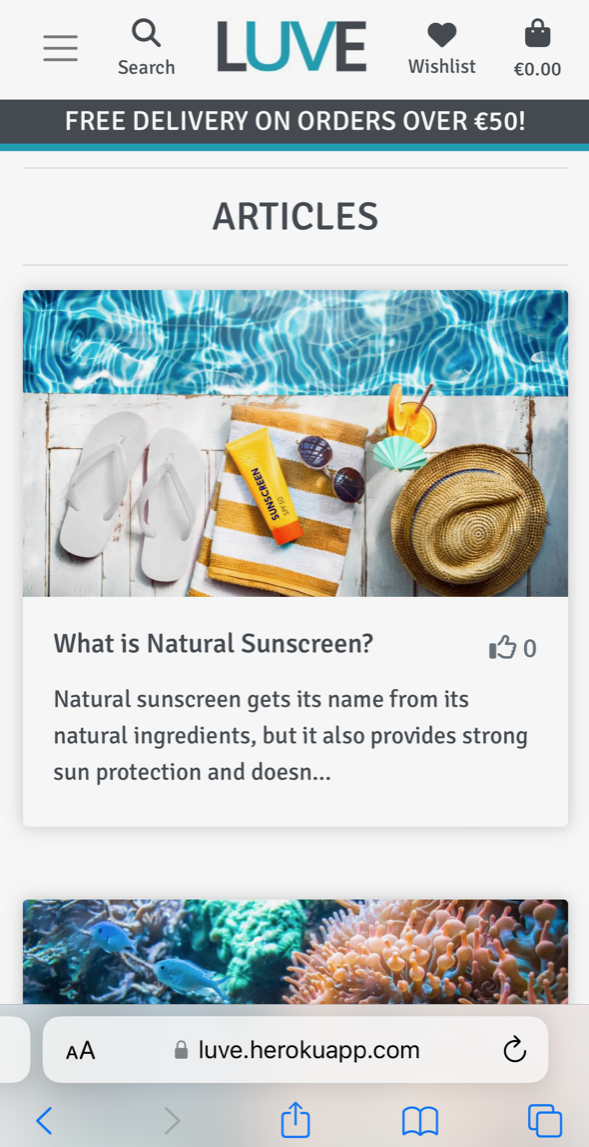 LUVE
Search
Wishlist
€0.00
FREE DELIVERY ON ORDERS OVER €50!
ARTICLES
SUNSCREEN
SPF 50
What is Natural Sunscreen?
0
Natural sunscreen gets its name from its
natural ingredients, but it also provides strong
sun protection and doesn...
AA
luve.herokuapp.com